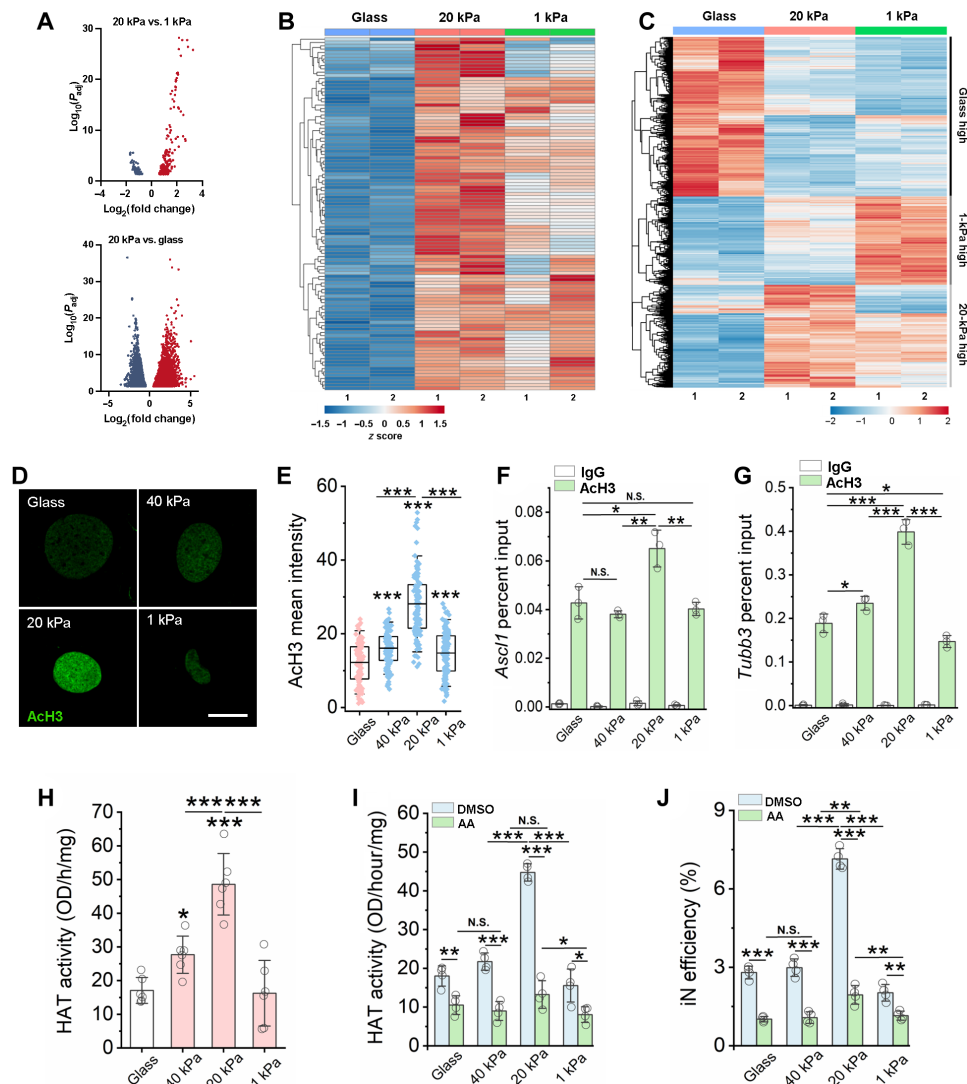 A
20 kPa vs. 1 kPa
30
20
10
0
Log10(Padj)
−4
−2
0
2
4
Log2(fold change)
20 kPa vs. glass
40
30
20
10
0
Log10(Padj)
−5
0
5
Log2(fold change)
B
Glass
20 kPa
1 kPa
1
2
1
2
1
2
−1.5 −1 −0.5 0 0.5 1 1.5
z score
C
Glass
20 kPa
1 kPa
Glass high
1-kPa high
20-kPa high
1
2
1
2
1
2
−2 −1 0 1 2
D
Glass
40 kPa
20 kPa
1 kPa
AcH3
E
AcH3 mean intensity
60
40
20
0
*** ***
***
*** ***
Glass
40 kPa
20 kPa
1 kPa
F
IgG
AcH3
Ascl1 percent input
0.08
0.06
0.04
0.02
0.00
N.S.
*
** **
N.S.
Glass
40 kPa
20 kPa
1 kPa
G
IgG
AcH3
Tubb3 percent input
0.5
0.4
0.3
0.2
0.1
0.0
*
***
*** ***
*
Glass
40 kPa
20 kPa
1 kPa
H
HAT activity (OD/h/mg)
70
60
50
40
30
20
10
0
*** ***
***
*
Glass
40 kPa
20 kPa
1 kPa
I
DMSO
AA
HAT activity (OD/hour/mg)
60
50
40
30
20
10
0
N.S.
*** ***
***
N.S.
** ***
*
*
Glass
40 kPa
20 kPa
1 kPa
J
DMSO
AA
iN efficiency (%)
9
6
3
0
**
*** ***
***
N.S.
*** ***
**
**
Glass
40 kPa
20 kPa
1 kPa